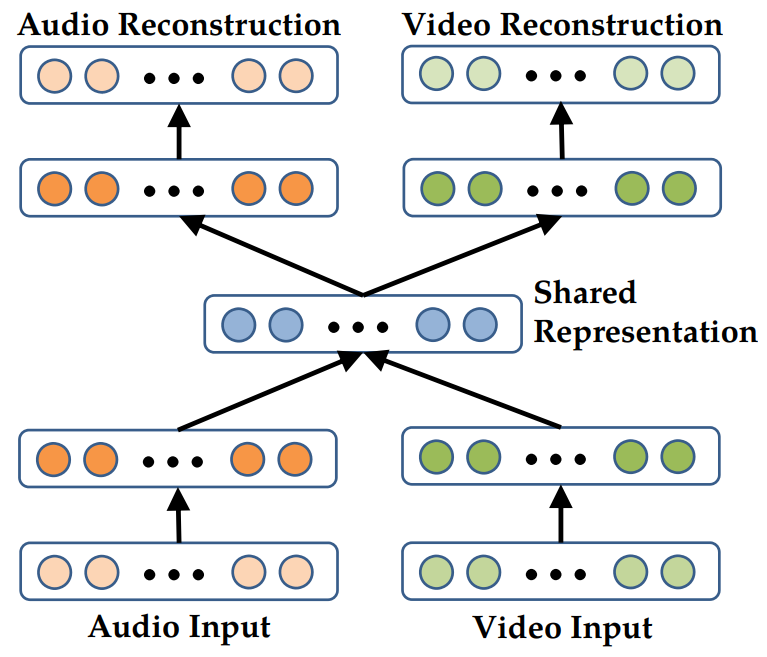 Audio Reconstruction
Video Reconstruction
Shared
Representation
Audio Input
Video Input